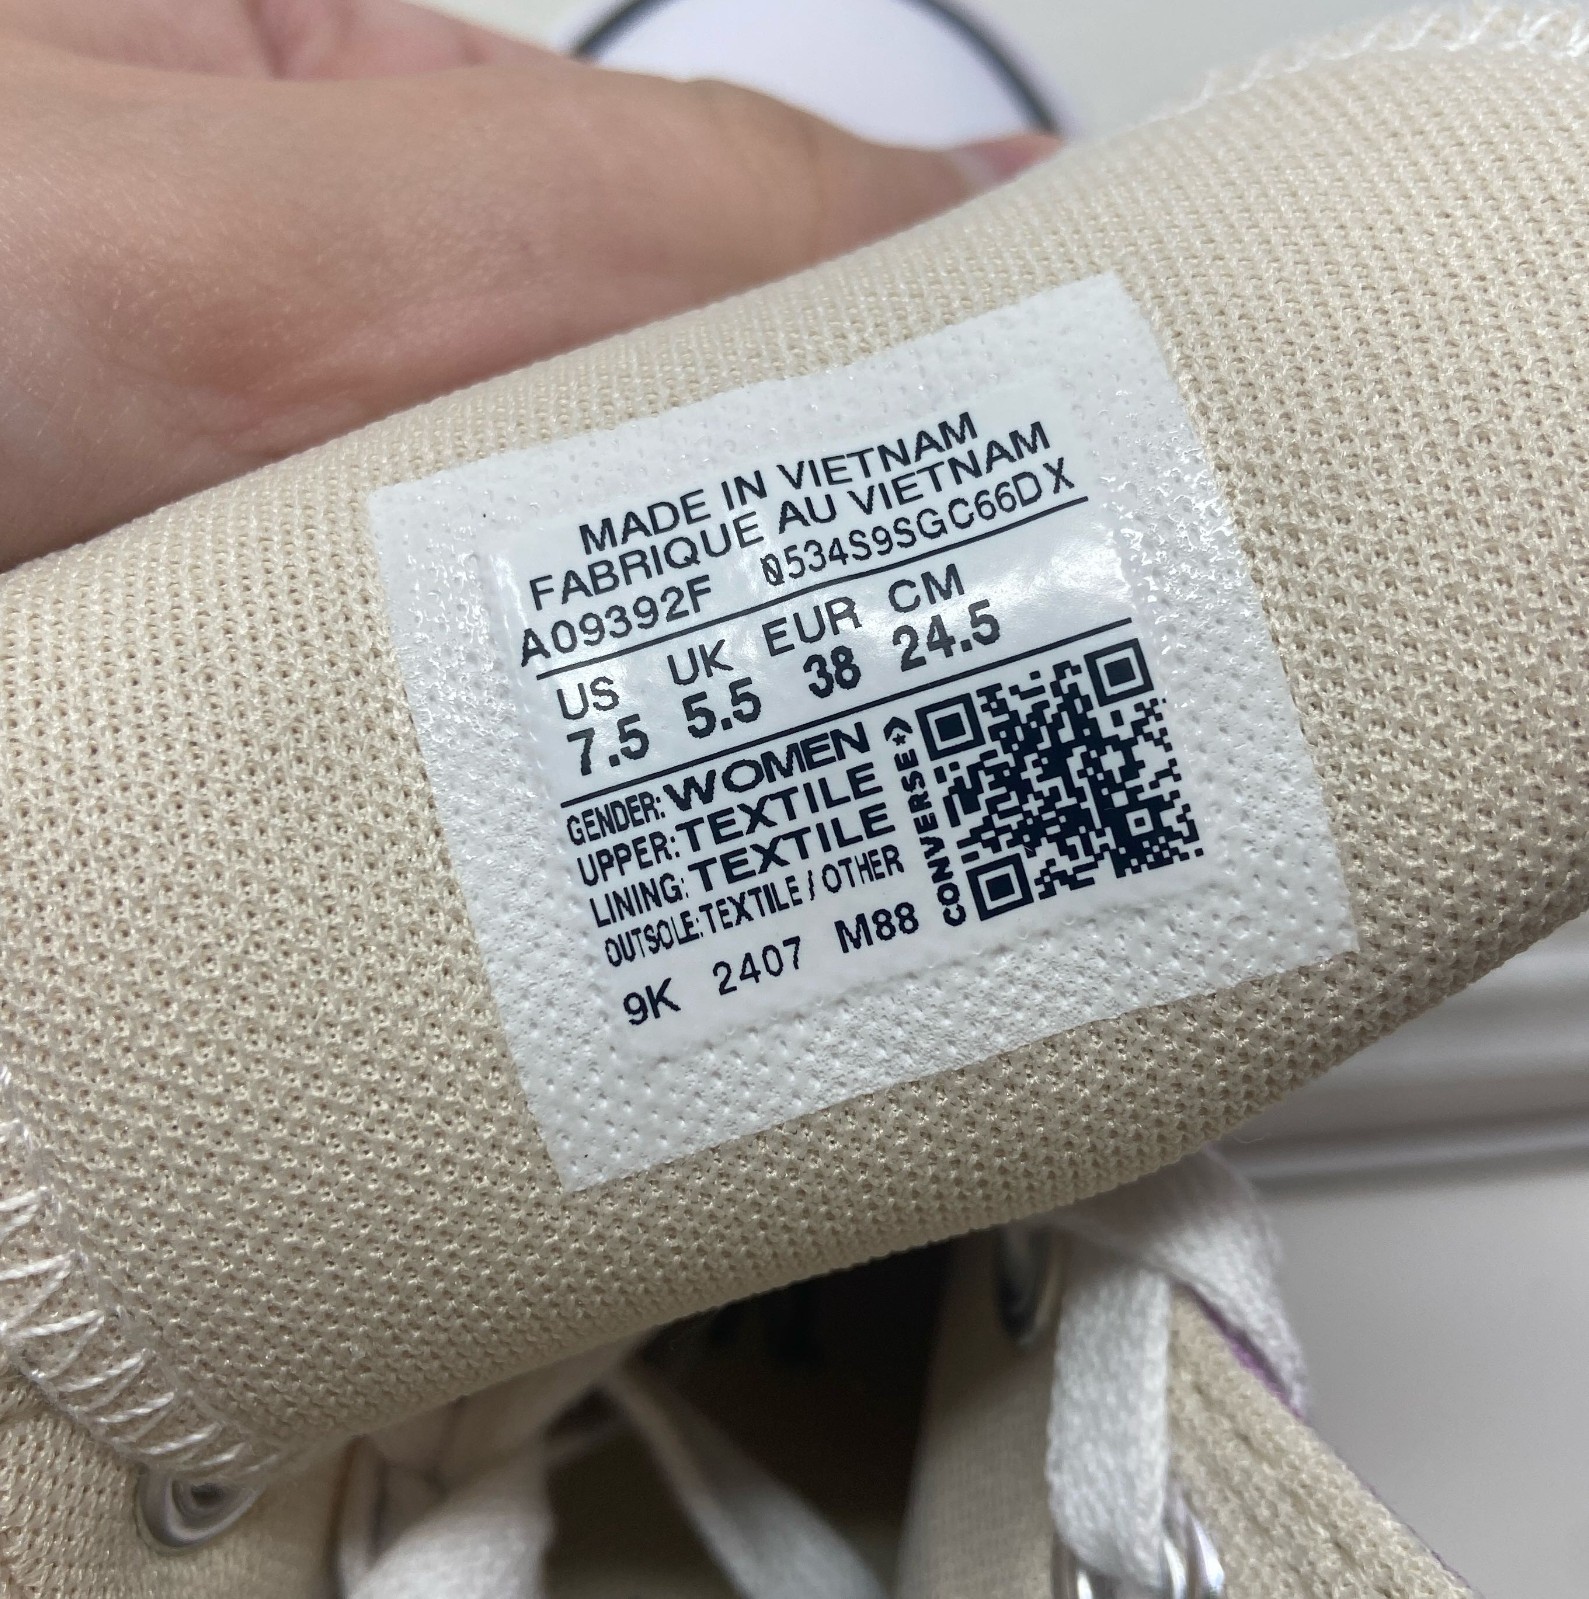 MADE IN VIETNAM
FABRIQUE AU VIETNAM
A09392F 0534S9SGC66DX
US UK EUR CM
7.5 5.5 38 24.5
GENDER: WOMEN
UPPER: TEXTILE
LINING: TEXTILE
OUTSOLE: TEXTILE / OTHER
9K 2407 M88
CONVERSE